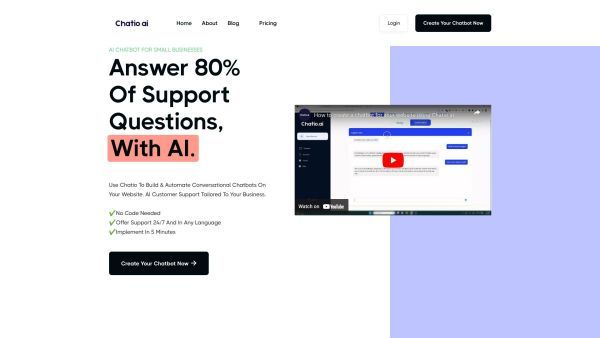 Chatio ai
Home About Blog Pricing
Login
Create Your Chatbot Now
AI CHATBOT FOR SMALL BUSINESSES
Answer 80%
Of Support
Questions,
With AI.
Use Chatio To Build & Automate Conversational Chatbots On
Your Website. AI Customer Support Tailored To Your Business.
✓No Code Needed
✓Offer Support 24/7 And In Any Language
✓Implement In 5 Minutes
Create Your Chatbot Now →
How to create a chatbot for your website using Chatio.ai
Chatio.ai
Watch on YouTube